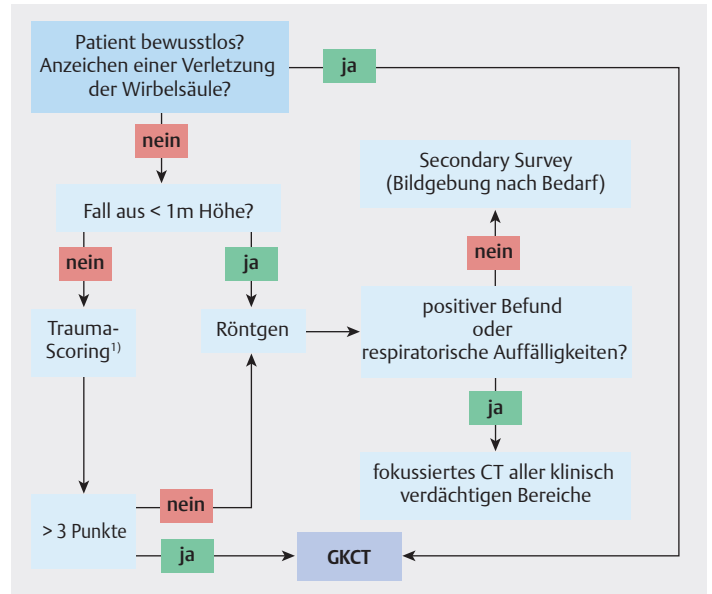 Patient bewusstlos?
Anzeichen einer Verletzung
der Wirbelsäule?
ja
nein
Secondary Survey
(Bildgebung nach Bedarf)
Fall aus < 1m Höhe?
nein
ja
nein
Trauma-
Scoring¹⁾
Röntgen
positiver Befund
oder
respiratorische Auffälligkeiten?
ja
fokussiertes CT aller klinisch
verdächtigen Bereiche
> 3 Punkte
nein
ja
GKCT